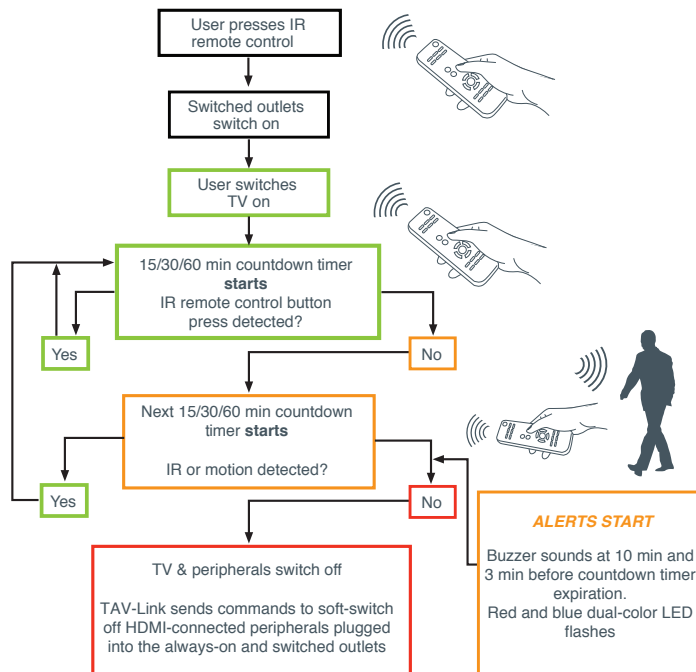 User presses IR
remote control
Switched outlets
switch on
User switches
TV on
15/30/60 min countdown timer
starts
IR remote control button
press detected?
Yes
No
Next 15/30/60 min countdown
timer starts
IR or motion detected?
Yes
No
TV & peripherals switch off
TAV-Link sends commands to soft-switch
off HDMI-connected peripherals plugged
into the always-on and switched outlets
ALERTS START
Buzzer sounds at 10 min and
3 min before countdown timer
expiration.
Red and blue dual-color LED
flashes